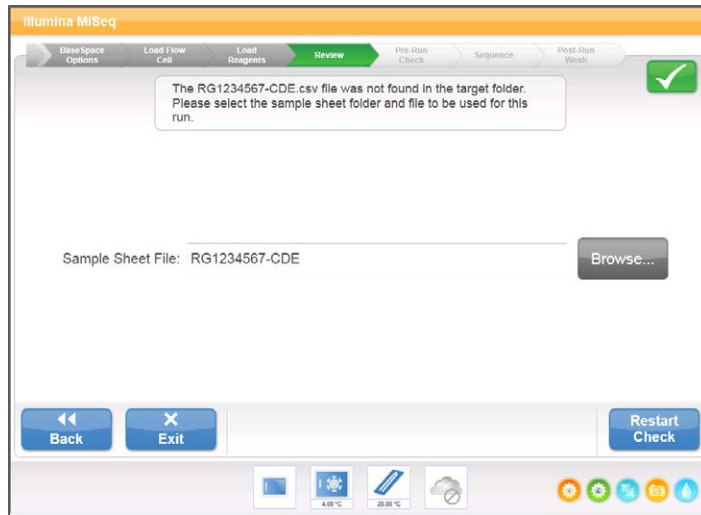 Illumina MiSeq
BaseSpace
Options
Load Flow
Cell
Load
Reagents
Review
Pre-Run
Check
Sequence
Post-Run
Wash
The RG1234567-CDE.csv file was not found in the target folder.
Please select the sample sheet folder and file to be used for this
run.
Sample Sheet File: RG1234567-CDE
Browse...
Back
Exit
Restart
Check
4.00 °C
25.00 °C